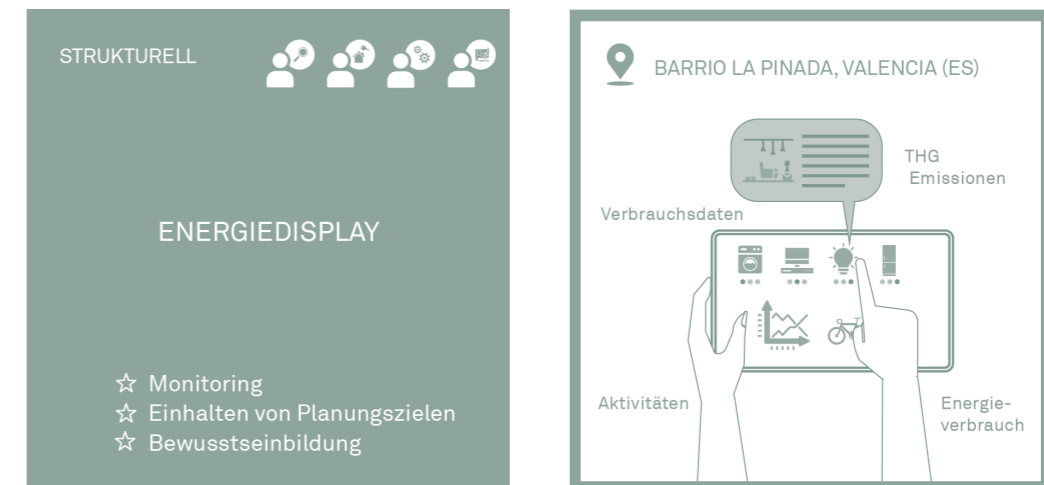 STRUKTURELL
ENERGIEDISPLAY
Monitoring
Einhalten von Planungszielen
Bewusstseinbildung
BARRIO LA PINADA, VALENCIA (ES)
THG
Emissionen
Verbrauchsdaten
Aktivitäten
Energie-
verbrauch